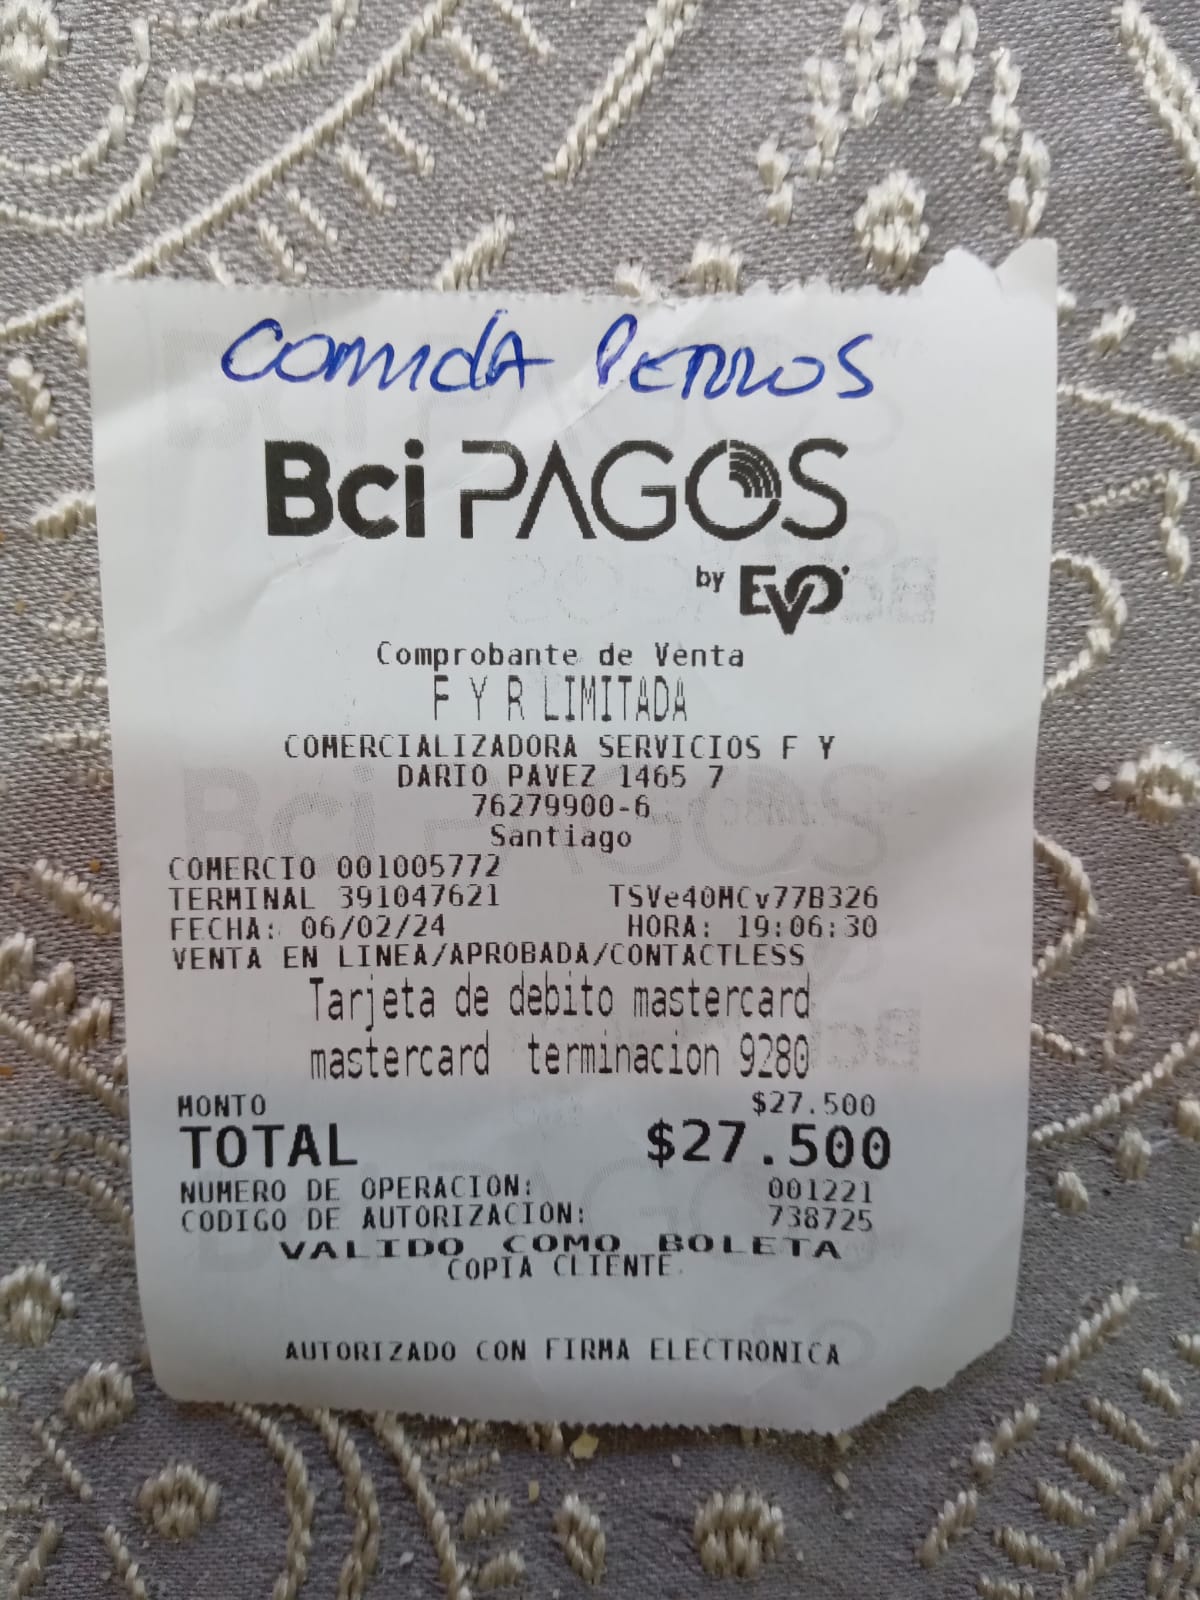 COMIDA PERROS
Bci PAGOS
by EVO
Comprobante de Venta
F Y R LIMITADA
COMERCIALIZADORA SERVICIOS F Y
DARIO PAVEZ 1465 7
76279900-6
Santiago
COMERCIO 001005772
TERMINAL 391047621 TSVe40MCv77B326
FECHA: 06/02/24 HORA: 19:06:30
VENTA EN LINEA/APROBADA/CONTACTLESS
Tarjeta de debito mastercard
mastercard terminacion 9280
MONTO $27.500
TOTAL $27.500
NUMERO DE OPERACION: 001221
CODIGO DE AUTORIZACION: 738725
VALIDO COMO BOLETA
COPIA CLIENTE
AUTORIZADO CON FIRMA ELECTRONICA